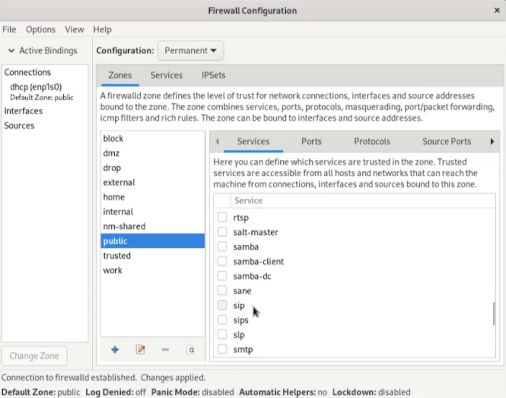 Firewall Configuration
File Options View Help
Active Bindings
Configuration: Permanent
Connections
dhcp (enp1s0)
Default Zone: public
Interfaces
Sources
Change Zone
Zones Services IPSets
A firewalld zone defines the level of trust for network connections, interfaces and source addresses
bound to the zone. The zone combines services, ports, protocols, masquerading, port/packet forwarding,
icmp filters and rich rules. The zone can be bound to interfaces and source addresses.
block
dmz
drop
external
home
internal
nm-shared
public
trusted
work
Services Ports Protocols Source Ports
Here you can define which services are trusted in the zone. Trusted
services are accessible from all hosts and networks that can reach the
machine from connections, interfaces and sources bound to this zone.
Service
rtsp
salt-master
samba
samba-client
samba-dc
sane
sip
sips
slp
smtp
Connection to firewalld established. Changes applied.
Default Zone: public Log Denied: off Panic Mode: disabled Automatic Helpers: no Lockdown: disabled